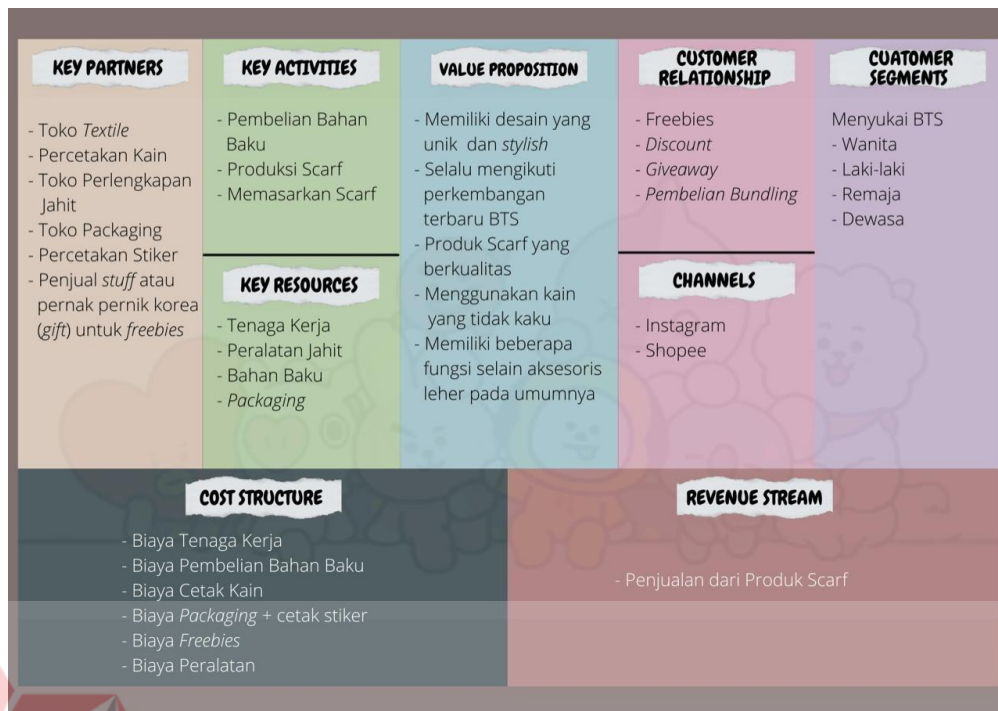 KEY PARTNERS
- Toko Textile
- Percetakan Kain
- Toko Perlengkapan
Jahit
- Toko Packaging
- Percetakan Stiker
- Penjual stuff atau
pernak pernik korea
(gift) untuk freebies
KEY ACTIVITIES
- Pembelian Bahan
Baku
- Produksi Scarf
- Memasarkan Scarf
KEY RESOURCES
- Tenaga Kerja
- Peralatan Jahit
- Bahan Baku
- Packaging
VALUE PROPOSITION
- Memiliki desain yang
unik dan stylish
- Selalu mengikuti
perkembangan
terbaru BTS
- Produk Scarf yang
berkualitas
- Menggunakan kain
yang tidak kaku
- Memiliki beberapa
fungsi selain aksesoris
leher pada umumnya
CUSTOMER
RELATIONSHIP
- Freebies
- Discount
- Giveaway
- Pembelian Bundling
CHANNELS
- Instagram
- Shopee
CUATOMER
SEGMENTS
Menyukai BTS
- Wanita
- Laki-laki
- Remaja
- Dewasa
COST STRUCTURE
- Biaya Tenaga Kerja
- Biaya Pembelian Bahan Baku
- Biaya Cetak Kain
- Biaya Packaging + cetak stiker
- Biaya Freebies
- Biaya Peralatan
REVENUE STREAM
- Penjualan dari Produk Scarf